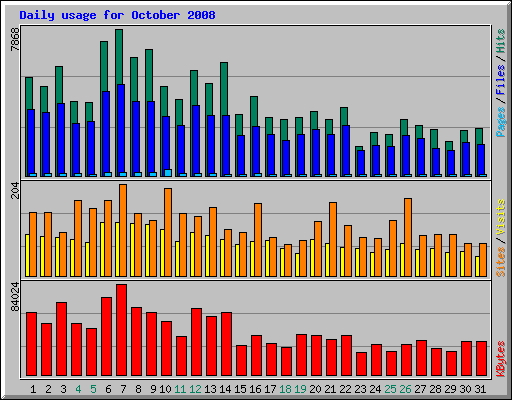 Daily usage for October 2008
7868
Pages / Files / Hits
204
Sites / Visits
84024
KBytes
1 2 3 4 5 6 7 8 9 10 11 12 13 14 15 16 17 18 19 20 21 22 23 24 25 26 27 28 29 30 31